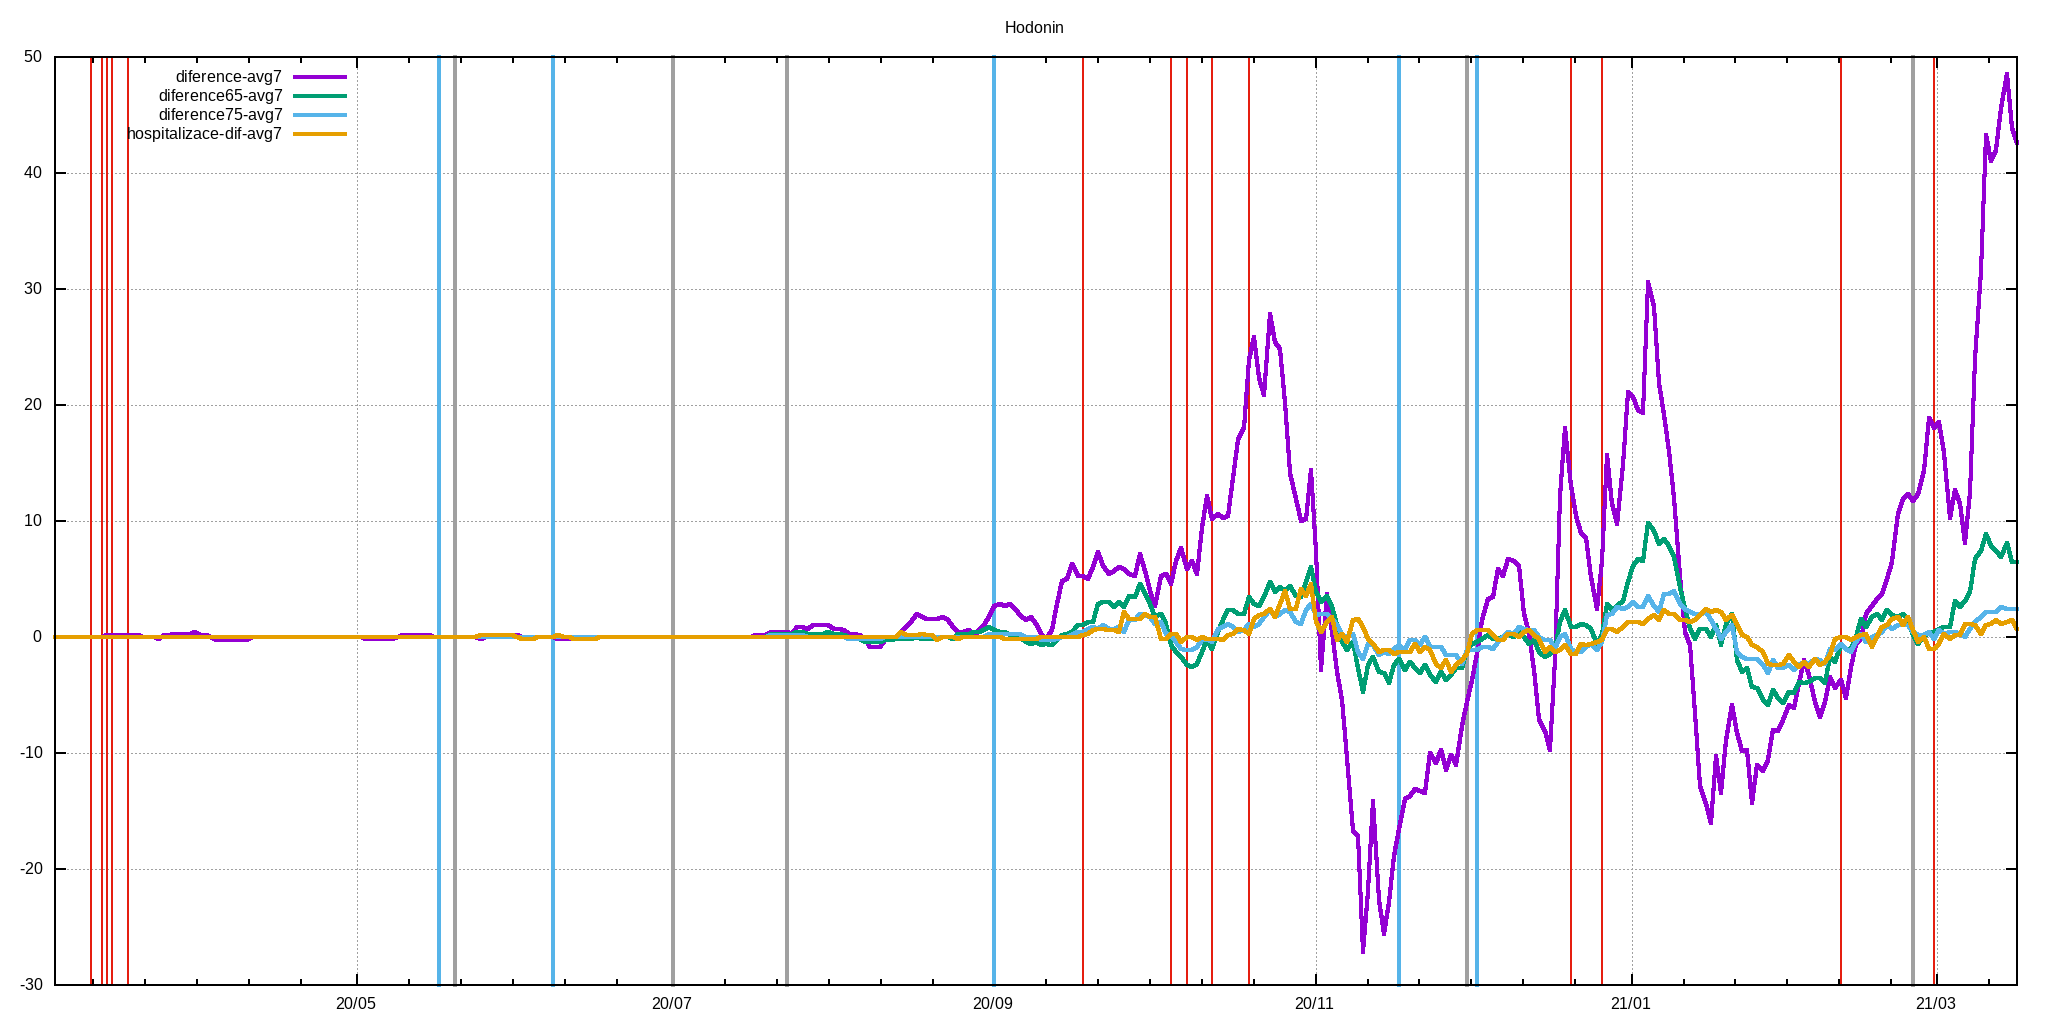 Hodonin
diference-avg7
diference65-avg7
diference75-avg7
hospitalizace-dif-avg7
50
40
30
20
10
0
-10
-20
-30
20/05 20/07 20/09 20/11 21/01 21/03